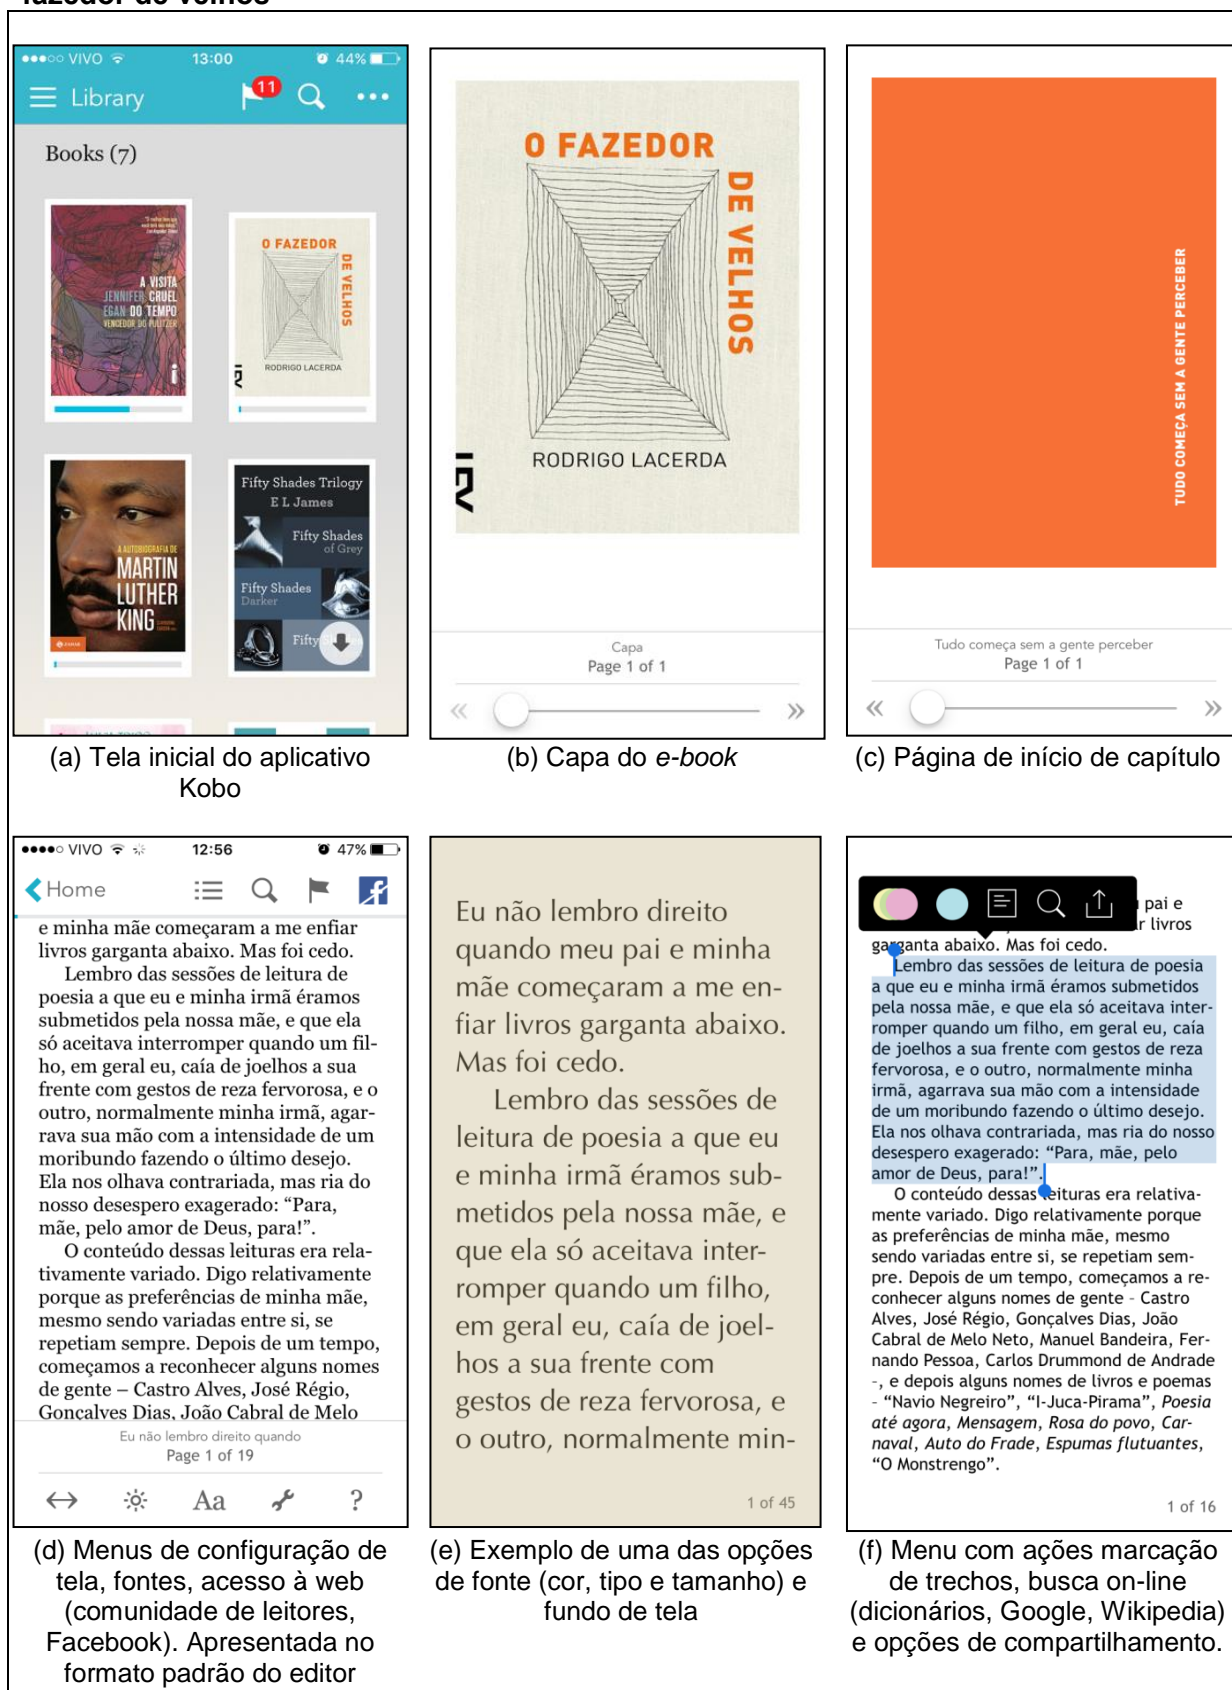 fazedor de velhos
●●●○○ VIVO 13:00 44%
Library 11
Books (7)
A VISITA
JENNIFER CRUEL
EGAN DO TEMPO
VENCEDOR DO PULITZER
O FAZEDOR
DE VELHOS
RODRIGO LACERDA
A AUTOBIOGRAFIA DE
MARTIN
LUTHER
KING
ZAHAR
Fifty Shades Trilogy
E L James
Fifty Shades
of Grey
Fifty Shades
Darker
Fifty
(a) Tela inicial do aplicativo
Kobo
O FAZEDOR
DE VELHOS
RODRIGO LACERDA
Capa
Page 1 of 1
« »
(b) Capa do e-book
TUDO COMEÇA SEM A GENTE PERCEBER
Tudo começa sem a gente perceber
Page 1 of 1
« »
(c) Página de início de capítulo
●●●●○ VIVO 12:56 47%
Home
e minha mãe começaram a me enfiar
livros garganta abaixo. Mas foi cedo.
Lembro das sessões de leitura de
poesia a que eu e minha irmã éramos
submetidos pela nossa mãe, e que ela
só aceitava interromper quando um fil-
ho, em geral eu, caía de joelhos a sua
frente com gestos de reza fervorosa, e o
outro, normalmente minha irmã, agar-
rava sua mão com a intensidade de um
moribundo fazendo o último desejo.
Ela nos olhava contrariada, mas ria do
nosso desespero exagerado: “Para,
mãe, pelo amor de Deus, para!”.
O conteúdo dessas leituras era rela-
tivamente variado. Digo relativamente
porque as preferências de minha mãe,
mesmo sendo variadas entre si, se
repetiam sempre. Depois de um tempo,
começamos a reconhecer alguns nomes
de gente – Castro Alves, José Régio,
Gonçalves Dias, João Cabral de Melo
Eu não lembro direito quando
Page 1 of 19
Aa ?
(d) Menus de configuração de
tela, fontes, acesso à web
(comunidade de leitores,
Facebook). Apresentada no
formato padrão do editor
Eu não lembro direito
quando meu pai e minha
mãe começaram a me en-
fiar livros garganta abaixo.
Mas foi cedo.
Lembro das sessões de
leitura de poesia a que eu
e minha irmã éramos sub-
metidos pela nossa mãe, e
que ela só aceitava inter-
romper quando um filho,
em geral eu, caía de joel-
hos a sua frente com
gestos de reza fervorosa, e
o outro, normalmente min-
1 of 45
(e) Exemplo de uma das opções
de fonte (cor, tipo e tamanho) e
fundo de tela
pai e
r livros
garganta abaixo. Mas foi cedo.
Lembro das sessões de leitura de poesia
a que eu e minha irmã éramos submetidos
pela nossa mãe, e que ela só aceitava inter-
romper quando um filho, em geral eu, caía
de joelhos a sua frente com gestos de reza
fervorosa, e o outro, normalmente minha
irmã, agarrava sua mão com a intensidade
de um moribundo fazendo o último desejo.
Ela nos olhava contrariada, mas ria do nosso
desespero exagerado: “Para, mãe, pelo
amor de Deus, para!”.
O conteúdo dessas leituras era relativa-
mente variado. Digo relativamente porque
as preferências de minha mãe, mesmo
sendo variadas entre si, se repetiam sem-
pre. Depois de um tempo, começamos a re-
conhecer alguns nomes de gente – Castro
Alves, José Régio, Gonçalves Dias, João
Cabral de Melo Neto, Manuel Bandeira, Fer-
nando Pessoa, Carlos Drummond de Andrade
–, e depois alguns nomes de livros e poemas
– “Navio Negreiro”, “I-Juca-Pirama”, Poesia
até agora, Mensagem, Rosa do povo, Car-
naval, Auto do Frade, Espumas flutuantes,
“O Monstrengo”.
1 of 16
(f) Menu com ações marcação
de trechos, busca on-line
(dicionários, Google, Wikipedia)
e opções de compartilhamento.